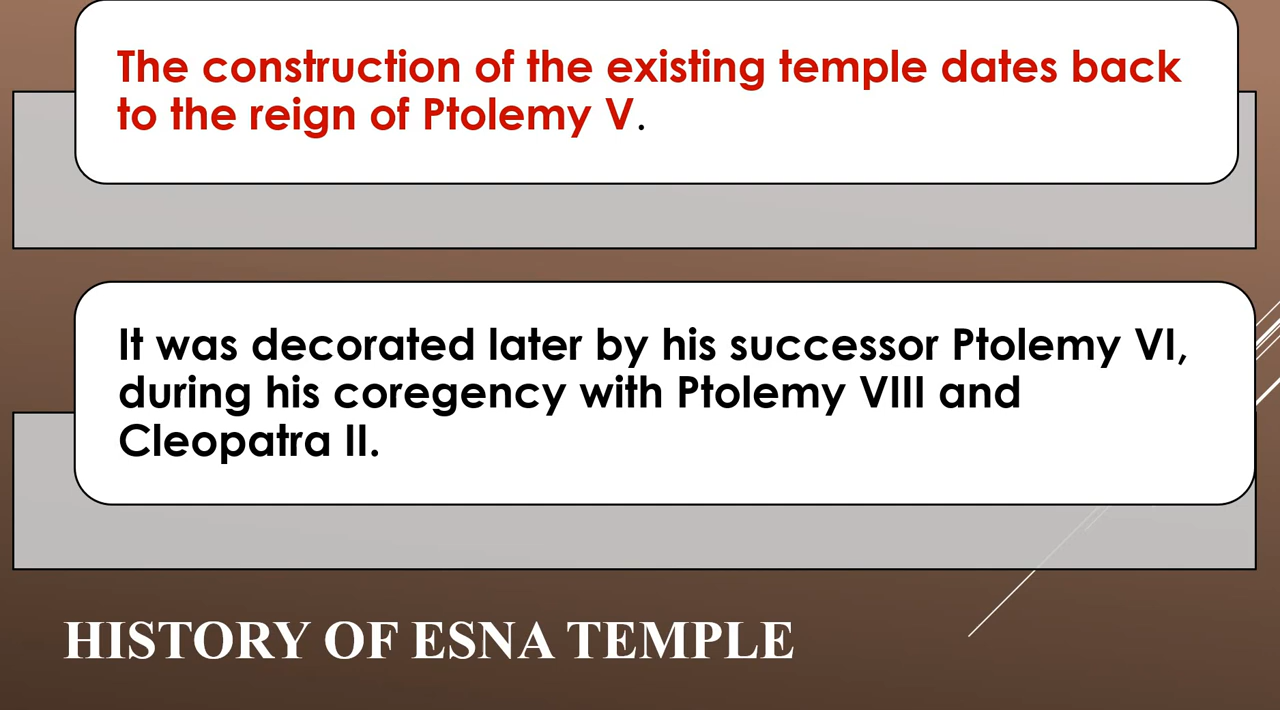 The construction of the existing temple dates back
to the reign of Ptolemy V.
It was decorated later by his successor Ptolemy VI,
during his coregency with Ptolemy VIII and
Cleopatra II.
HISTORY OF ESNA TEMPLE